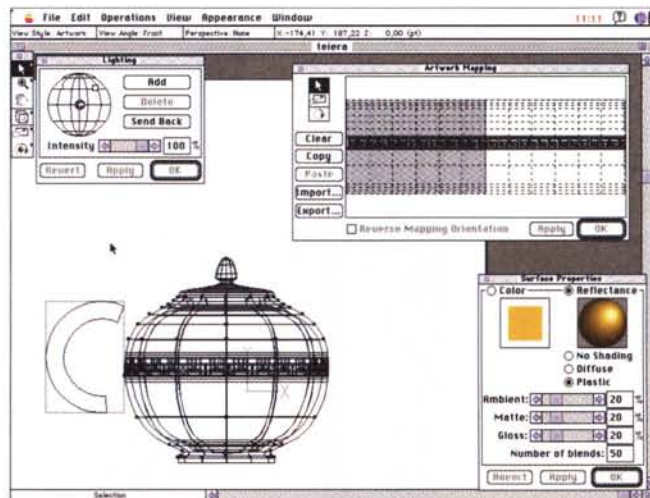 File Edit Operations View Appearance Window 11:11
View Style: Artwork View Angle: Front Perspective: None X:-174,41 Y: 187,22 Z: 0,00 (pt)
teiera
Lighting
Add
Delete
Send Back
Intensity 100 %
Revert Apply OK
Artwork Mapping
Clear
Copy
Paste
Import...
Export...
Reverse Mapping Orientation Apply OK
Y
X
Surface Properties
Color Reflectance
No Shading
Diffuse
Plastic
Ambient: 20 %
Matte: 20 %
Gloss: 20 %
Number of blends: 50
Revert Apply OK
Selection